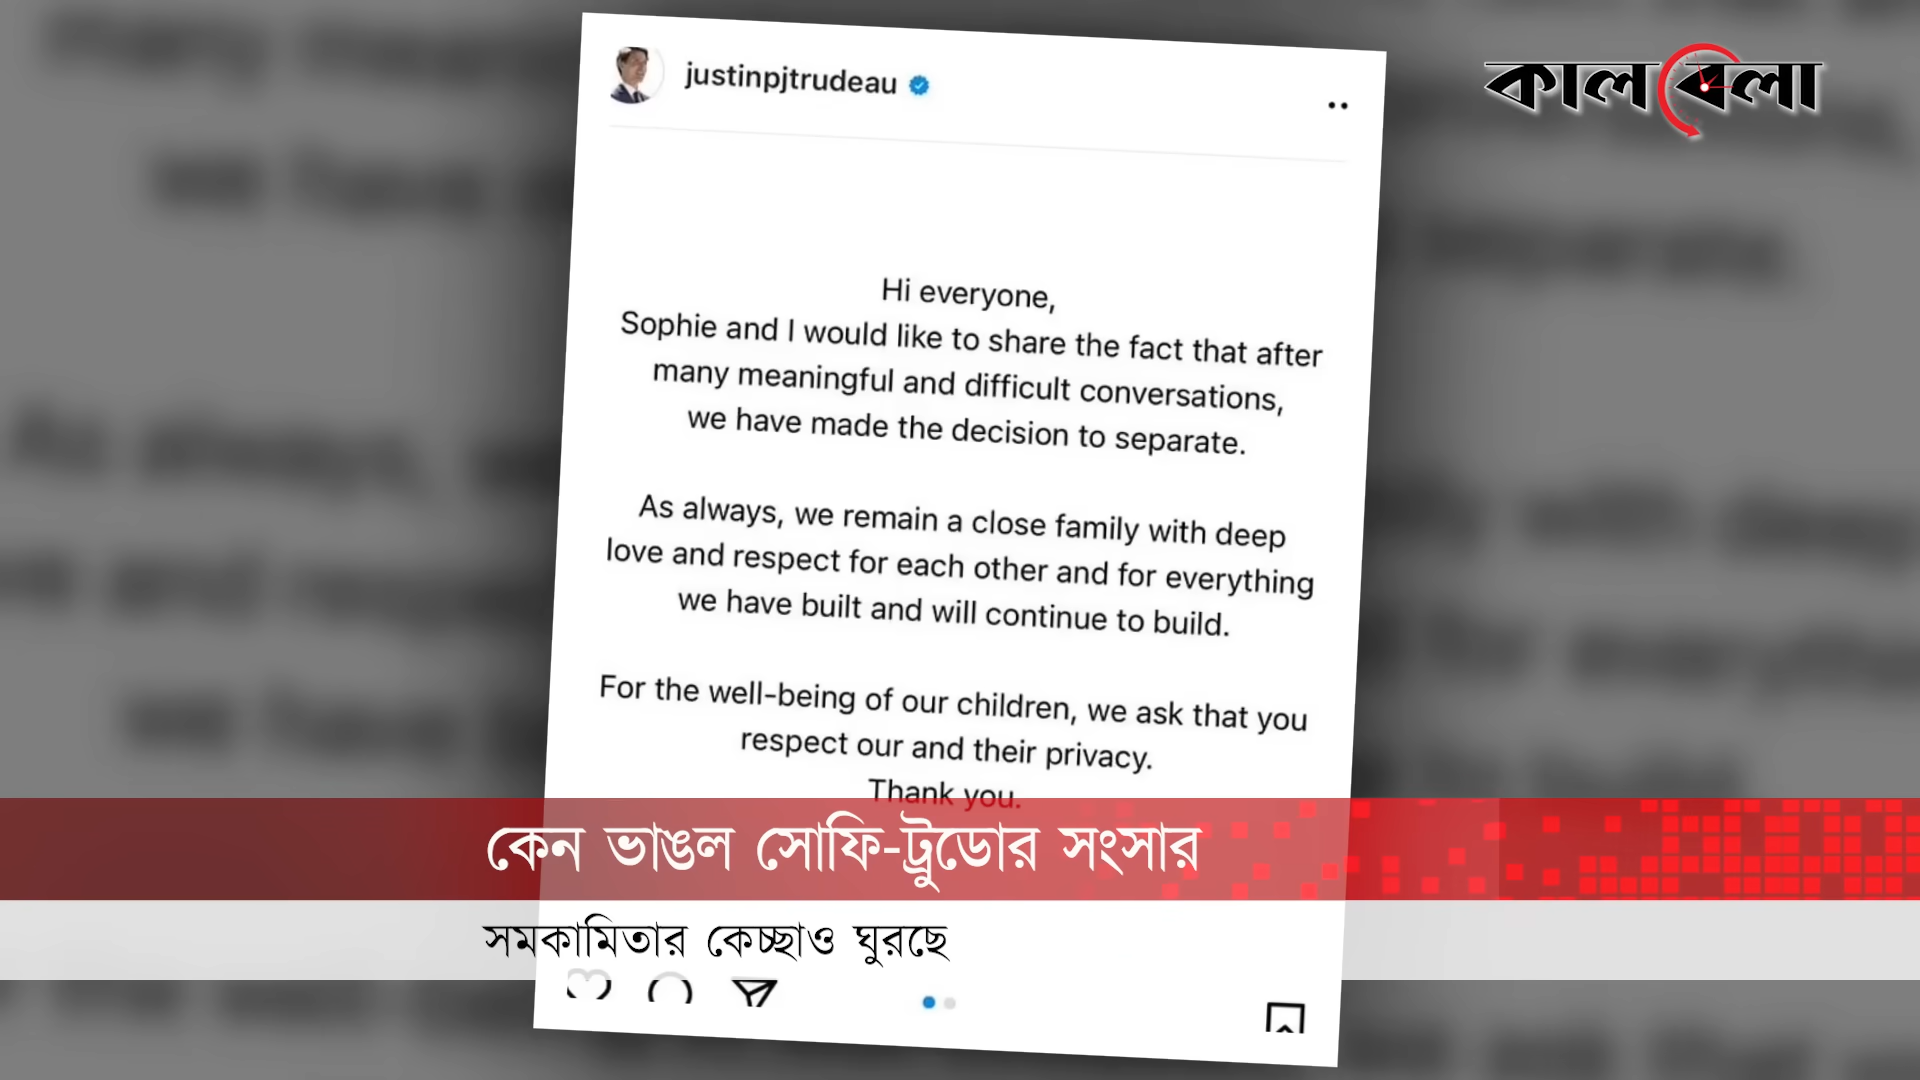 justinpjtrudeau
কালবেলা
Hi everyone,
Sophie and I would like to share the fact that after
many meaningful and difficult conversations,
we have made the decision to separate.
As always, we remain a close family with deep
love and respect for each other and for everything
we have built and will continue to build.
For the well-being of our children, we ask that you
respect our and their privacy.
Thank you.
কেন ভাঙল সোফি-ট্রুডোর সংসার
সমকামিতার কেচ্ছাও ঘুরছে